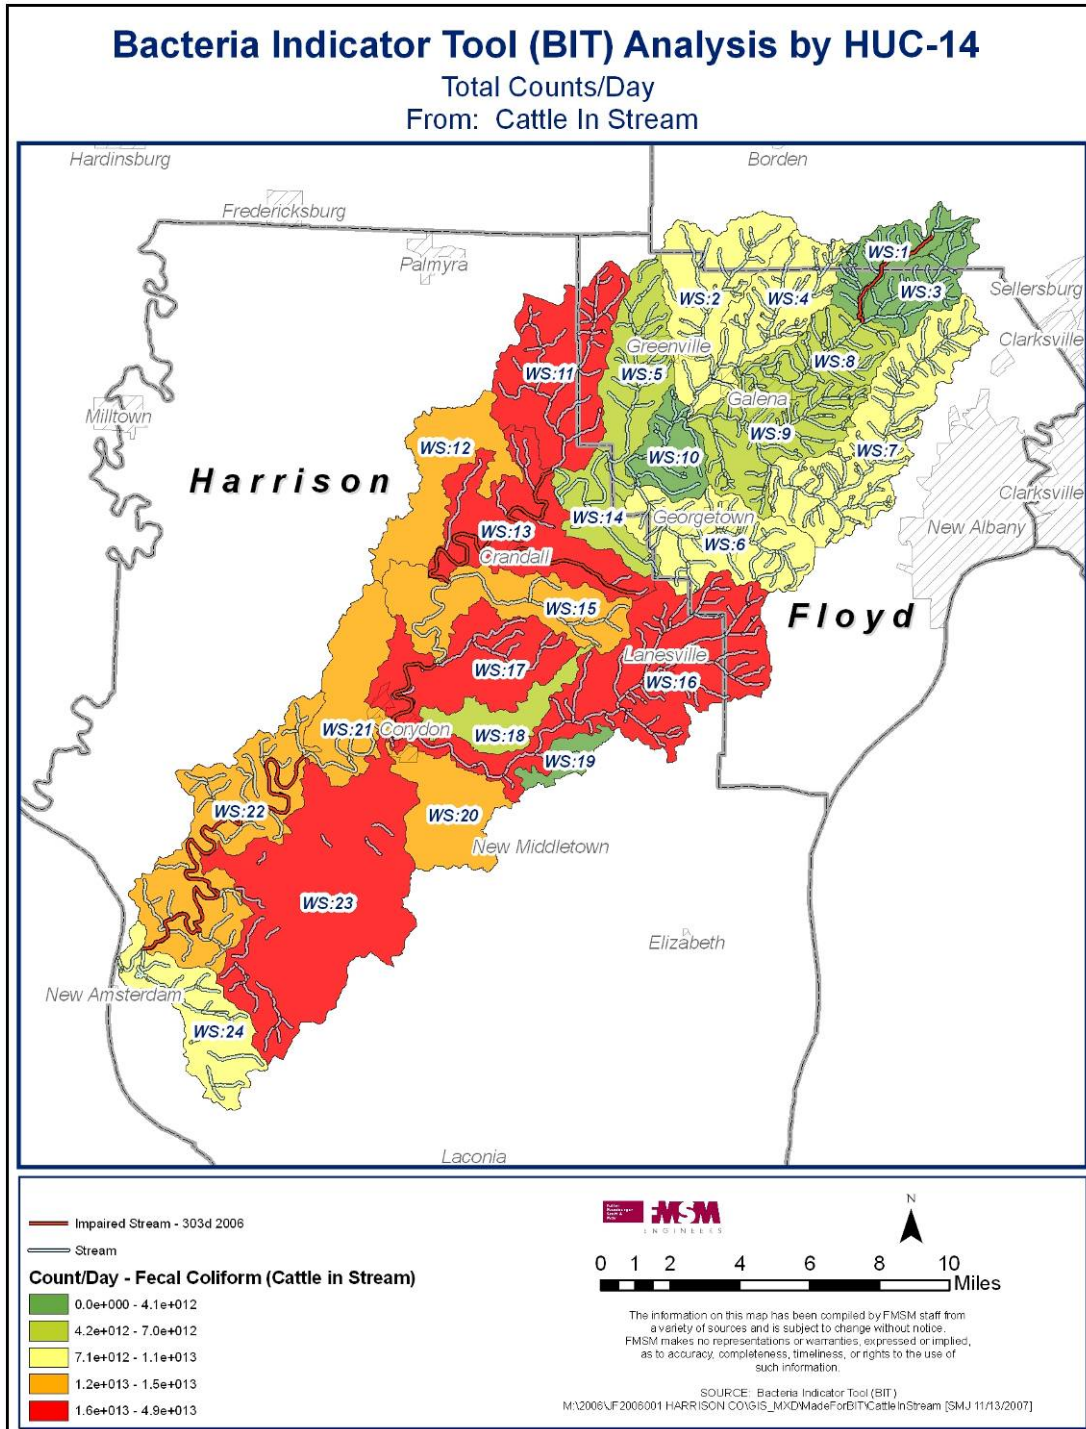 Bacteria Indicator Tool (BIT) Analysis by HUC-14
Total Counts/Day
From: Cattle In Stream
Hardinsburg
Borden
Fredericksburg
Palmyra
WS:1
WS:2
WS:4
WS:3
Sellersburg
Clarksville
Greenville
WS:5
WS:8
WS:11
Galena
Milltown
WS:9
WS:12
WS:7
WS:10
Harrison
Clarksville
WS:14
Georgetown
New Albany
WS:13
WS:6
Crandall
WS:15
Floyd
Lanesville
WS:17
WS:16
WS:21
Corydon
WS:18
WS:19
WS:22
WS:20
New Middletown
WS:23
Elizabeth
New Amsterdam
WS:24
Laconia
Impaired Stream - 303d 2006
Stream
Count/Day - Fecal Coliform (Cattle in Stream)
0.0e+000 - 4.1e+012
4.2e+012 - 7.0e+012
7.1e+012 - 1.1e+013
1.2e+013 - 1.5e+013
1.6e+013 - 4.9e+013
FMSM
ENGINEERS
N
0 1 2 4 6 8 10
Miles
The information on this map has been compiled by FMSM staff from
a variety of sources and is subject to change without notice.
FMSM makes no representations or warranties, expressed or implied,
as to accuracy, completeness, timeliness, or rights to the use of
such information.
SOURCE: Bacteria Indicator Tool (BIT)
M:\2006\JF2006001 HARRISON CO\GIS_MXD\MadeForBIT\CattleInStream [SMJ 11/13/2007]